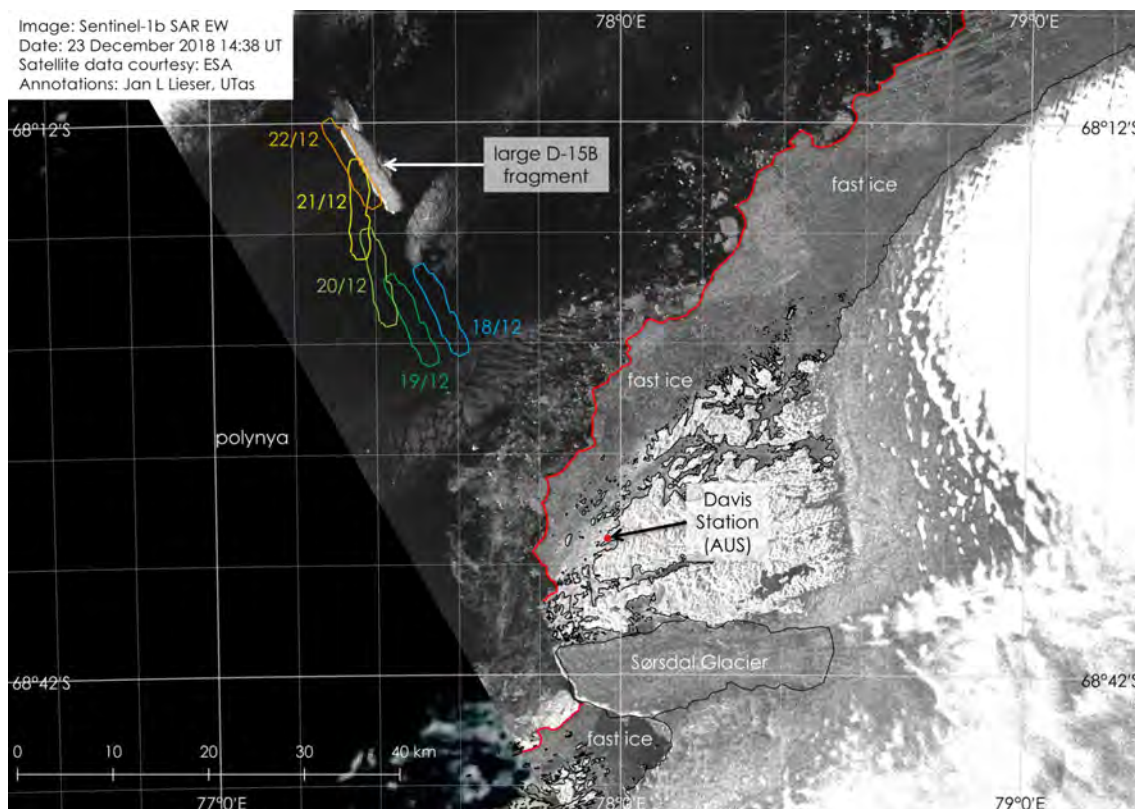 Image: Sentinel-1b SAR EW
Date: 23 December 2018 14:38 UT
Satellite data courtesy: ESA
Annotations: Jan L Lieser, UTas
78°0'E
79°0'E
68°12'S
68°12'S
22/12
large D-15B
fragment
fast ice
21/12
20/12
18/12
19/12
fast ice
polynya
Davis
Station
(AUS)
Sørsdal Glacier
68°42'S
68°42'S
fast ice
0 10 20 30 40 km
77°0'E
78°0'E
79°0'E